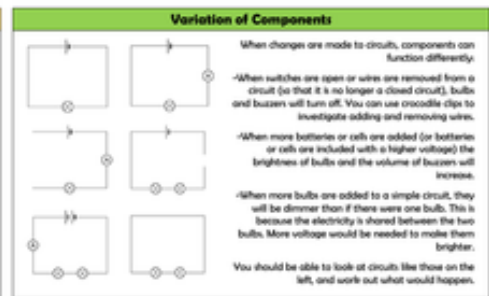 Variation of Components
When changes are made to circuits, components can
function differently.
-When switches are open or wires are removed from a
circuit (so that it is no longer a closed circuit), bulbs
and buzzers will turn off. You can use crocodile clips to
investigate adding and removing wires.
-When more batteries or cells are added (or batteries
or cells are included with a higher voltage) the
brightness of bulbs and the volume of buzzers will
increase.
-When more bulbs are added to a simple circuit, they
will be dimmer than if there were one bulb. This is
because the electricity is shared between the two
bulbs. More voltage would be needed to make them
brighter.
You should be able to look at circuits like those on the
left, and work out what would happen.